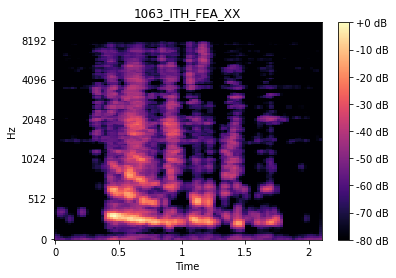 1063_ITH_FEA_XX
Hz
8192
4096
2048
1024
512
0
0
0.5
1
1.5
2
Time
+0 dB
-10 dB
-20 dB
-30 dB
-40 dB
-50 dB
-60 dB
-70 dB
-80 dB